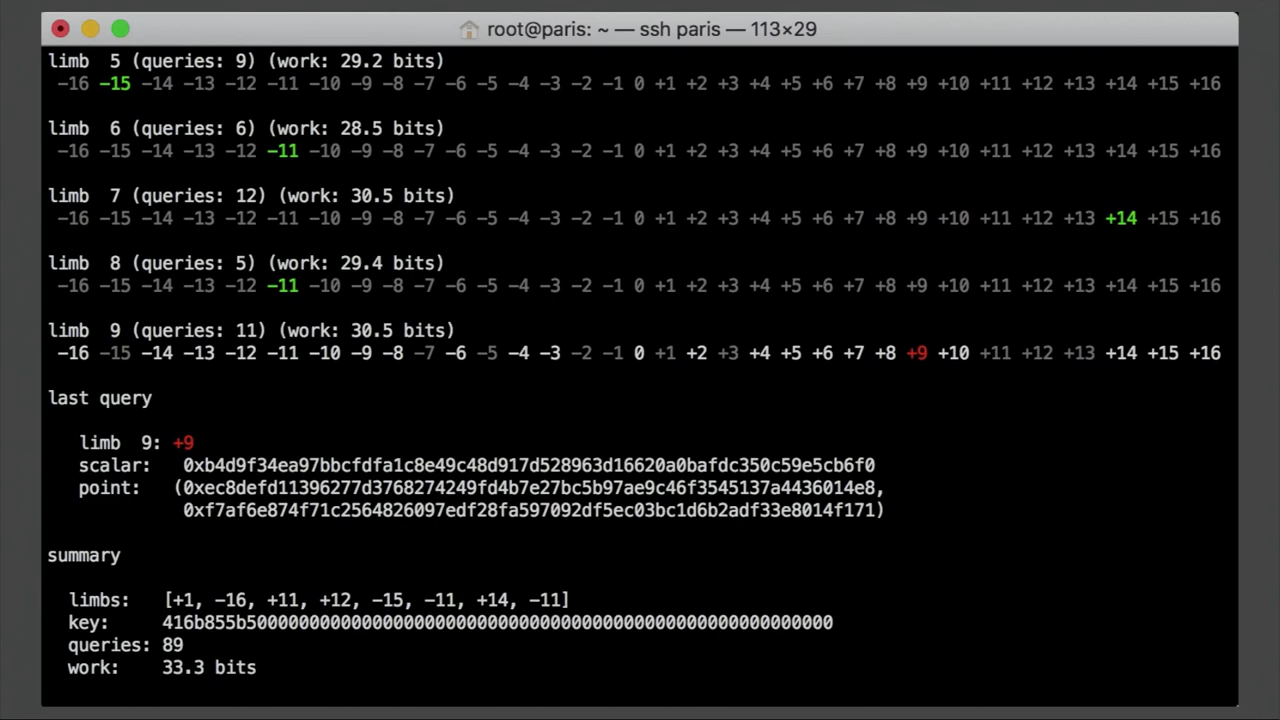 root@paris: ~ — ssh paris — 113×29
limb 5 (queries: 9) (work: 29.2 bits)
-16 -15 -14 -13 -12 -11 -10 -9 -8 -7 -6 -5 -4 -3 -2 -1 0 +1 +2 +3 +4 +5 +6 +7 +8 +9 +10 +11 +12 +13 +14 +15 +16
limb 6 (queries: 6) (work: 28.5 bits)
-16 -15 -14 -13 -12 -11 -10 -9 -8 -7 -6 -5 -4 -3 -2 -1 0 +1 +2 +3 +4 +5 +6 +7 +8 +9 +10 +11 +12 +13 +14 +15 +16
limb 7 (queries: 12) (work: 30.5 bits)
-16 -15 -14 -13 -12 -11 -10 -9 -8 -7 -6 -5 -4 -3 -2 -1 0 +1 +2 +3 +4 +5 +6 +7 +8 +9 +10 +11 +12 +13 +14 +15 +16
limb 8 (queries: 5) (work: 29.4 bits)
-16 -15 -14 -13 -12 -11 -10 -9 -8 -7 -6 -5 -4 -3 -2 -1 0 +1 +2 +3 +4 +5 +6 +7 +8 +9 +10 +11 +12 +13 +14 +15 +16
limb 9 (queries: 11) (work: 30.5 bits)
-16 -15 -14 -13 -12 -11 -10 -9 -8 -7 -6 -5 -4 -3 -2 -1 0 +1 +2 +3 +4 +5 +6 +7 +8 +9 +10 +11 +12 +13 +14 +15 +16
last query
limb 9: +9
scalar: 0xb4d9f34ea97bbcfdfa1c8e49c48d917d528963d16620a0bafdc350c59e5cb6f0
point: (0xec8defd11396277d3768274249fd4b7e27bc5b97ae9c46f3545137a4436014e8,
0xf7af6e874f71c2564826097edf28fa597092df5ec03bc1d6b2adf33e8014f171)
summary
limbs: [+1, -16, +11, +12, -15, -11, +14, -11]
key: 416b855b50000000000000000000000000000000000000000000000000000000
queries: 89
work: 33.3 bits